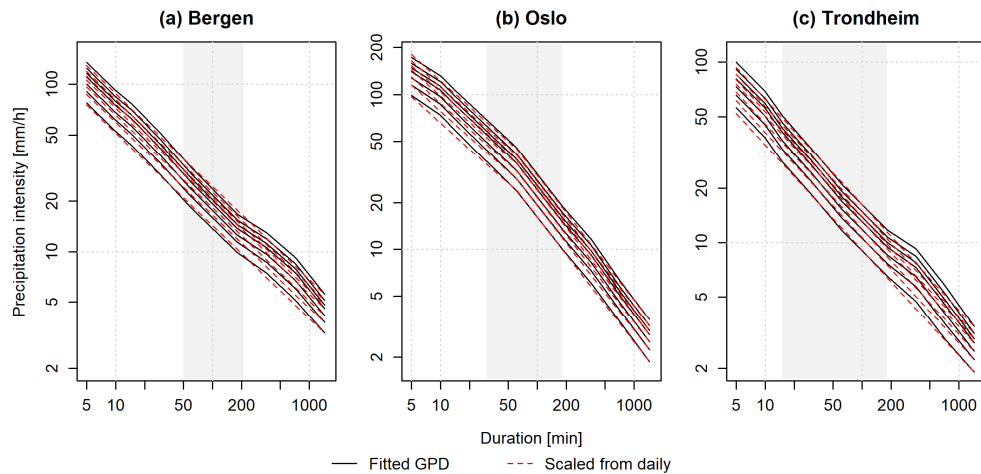 (a) Bergen (b) Oslo (c) Trondheim
Precipitation intensity [mm/h]
100
50
20
10
5
2
5 10 50 200 1000
200
100
50
20
10
5
2
5 10 50 200 1000
100
50
20
10
5
2
5 10 50 200 1000
Duration [min]
Fitted GPD Scaled from daily